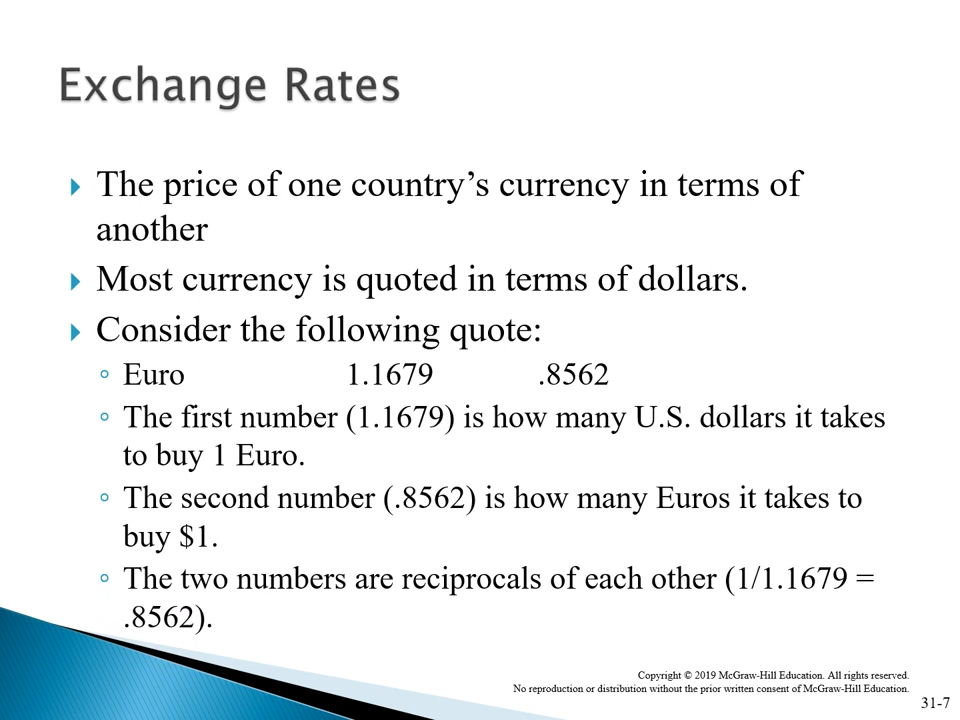 Exchange Rates
The price of one country’s currency in terms of
another
Most currency is quoted in terms of dollars.
Consider the following quote:
Euro 1.1679 .8562
The first number (1.1679) is how many U.S. dollars it takes
to buy 1 Euro.
The second number (.8562) is how many Euros it takes to
buy $1.
The two numbers are reciprocals of each other (1/1.1679 =
.8562).
Copyright © 2019 McGraw-Hill Education. All rights reserved.
No reproduction or distribution without the prior written consent of McGraw-Hill Education.
31-7